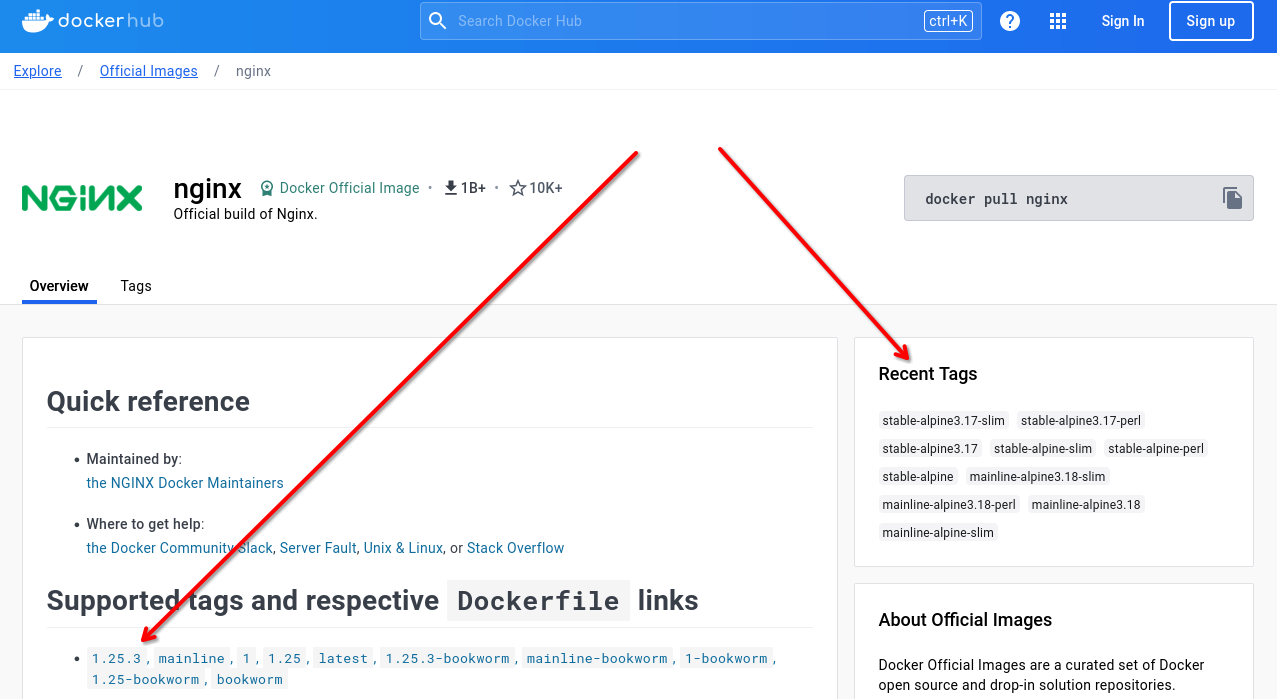 dockerhub
Search Docker Hub
ctrl+K
?
Sign In
Sign up
Explore / Official Images / nginx
NGINX
nginx Docker Official Image • 1B+ • 10K+
Official build of Nginx.
docker pull nginx
Overview Tags
Quick reference
• Maintained by:
the NGINX Docker Maintainers
• Where to get help:
the Docker Community Slack, Server Fault, Unix & Linux, or Stack Overflow
Supported tags and respective Dockerfile links
• 1.25.3, mainline, 1, 1.25, latest, 1.25.3-bookworm, mainline-bookworm, 1-bookworm,
1.25-bookworm, bookworm
Recent Tags
stable-alpine3.17-slim stable-alpine3.17-perl
stable-alpine3.17 stable-alpine-slim stable-alpine-perl
stable-alpine mainline-alpine3.18-slim
mainline-alpine3.18-perl mainline-alpine3.18
mainline-alpine-slim
About Official Images
Docker Official Images are a curated set of Docker
open source and drop-in solution repositories.